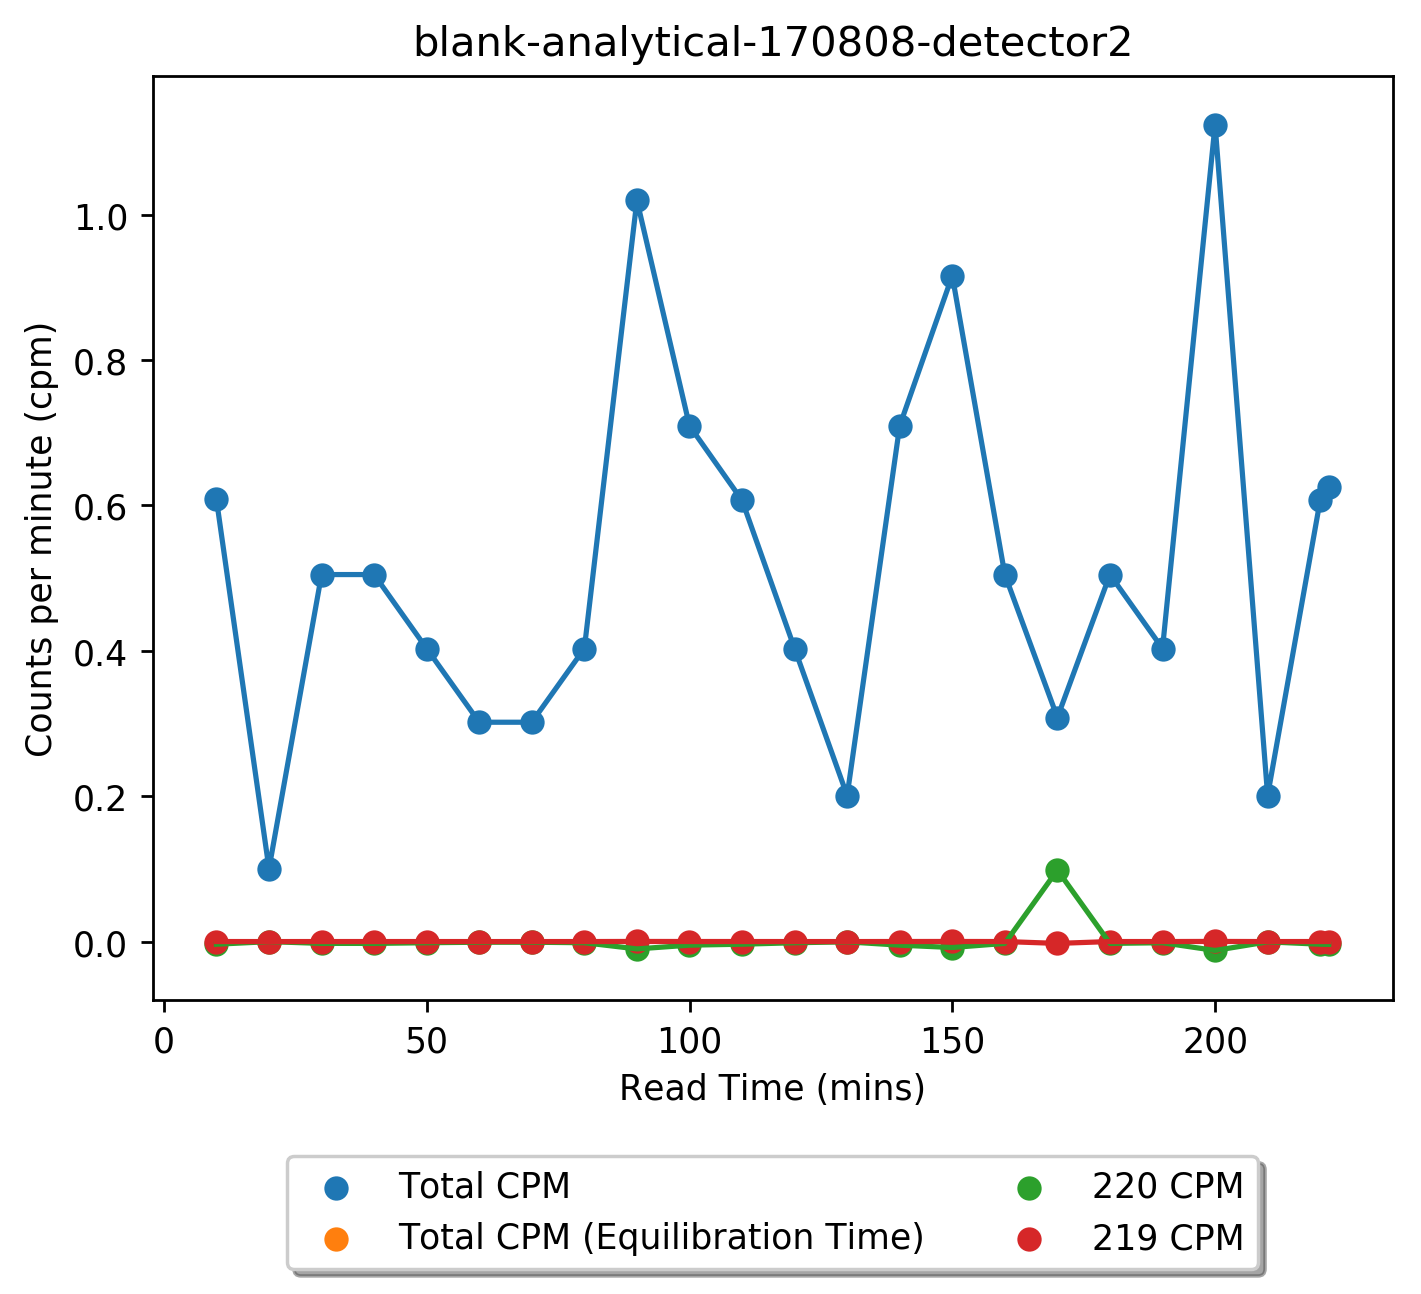 blank-analytical-170808-detector2
Counts per minute (cpm)
1.0
0.8
0.6
0.4
0.2
0.0
0 50 100 150 200
Read Time (mins)
Total CPM
Total CPM (Equilibration Time)
220 CPM
219 CPM